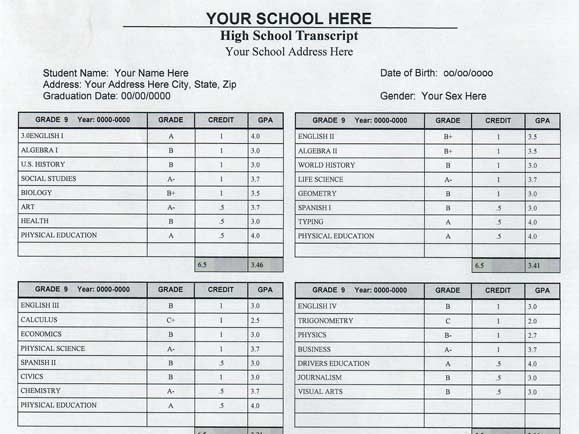 YOUR SCHOOL HERE
High School Transcript
Your School Address Here
Student Name: Your Name Here
Address: Your Address Here City, State, Zip
Graduation Date: 00/00/0000
Date of Birth: 00/00/0000
Gender: Your Sex Here
GRADE 9 Year: 0000-0000 GRADE CREDIT GPA
3.0ENGLISH I A 1 4.0
ALGEBRA I B 1 3.0
U.S. HISTORY B 1 3.0
SOCIAL STUDIES A- 1 3.7
BIOLOGY B+ 1 3.5
ART A- .5 3.7
HEALTH B .5 3.0
PHYSICAL EDUCATION A .5 4.0
6.5 3.46
GRADE 9 Year: 0000-0000 GRADE CREDIT GPA
ENGLISH II B+ 1 3.5
ALGEBRA II B+ 1 3.5
WORLD HISTORY B 1 3.0
LIFE SCIENCE A- 1 3.7
GEOMETRY B 1 3.0
SPANISH I B .5 3.0
TYPING A .5 4.0
PHYSICAL EDUCATION A .5 4.0
6.5 3.41
GRADE 9 Year: 0000-0000 GRADE CREDIT GPA
ENGLISH III B 1 3.0
CALCULUS C+ 1 2.5
ECONOMICS B 1 3.0
PHYSICAL SCIENCE A- 1 3.7
SPANISH II B .5 3.0
CIVICS B 1 3.0
CHEMISTRY A- .5 3.7
PHYSICAL EDUCATION A .5 4.0
GRADE 9 Year: 0000-0000 GRADE CREDIT GPA
ENGLISH IV B 1 3.0
TRIGONOMETRY C 1 2.0
PHYSICS B- 1 2.7
BUSINESS A- 1 3.7
DRIVERS EDUCATION A .5 4.0
JOURNALISM B .5 3.0
VISUAL ARTS B .5 3.0